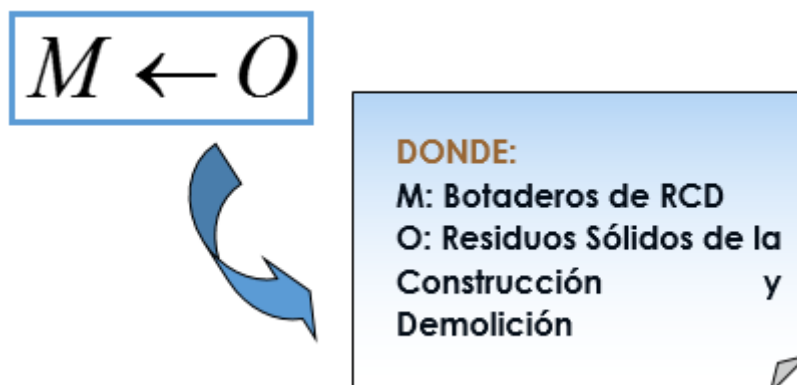 M ← O
DONDE:
M: Botaderos de RCD
O: Residuos Sólidos de la
Construcción y
Demolición